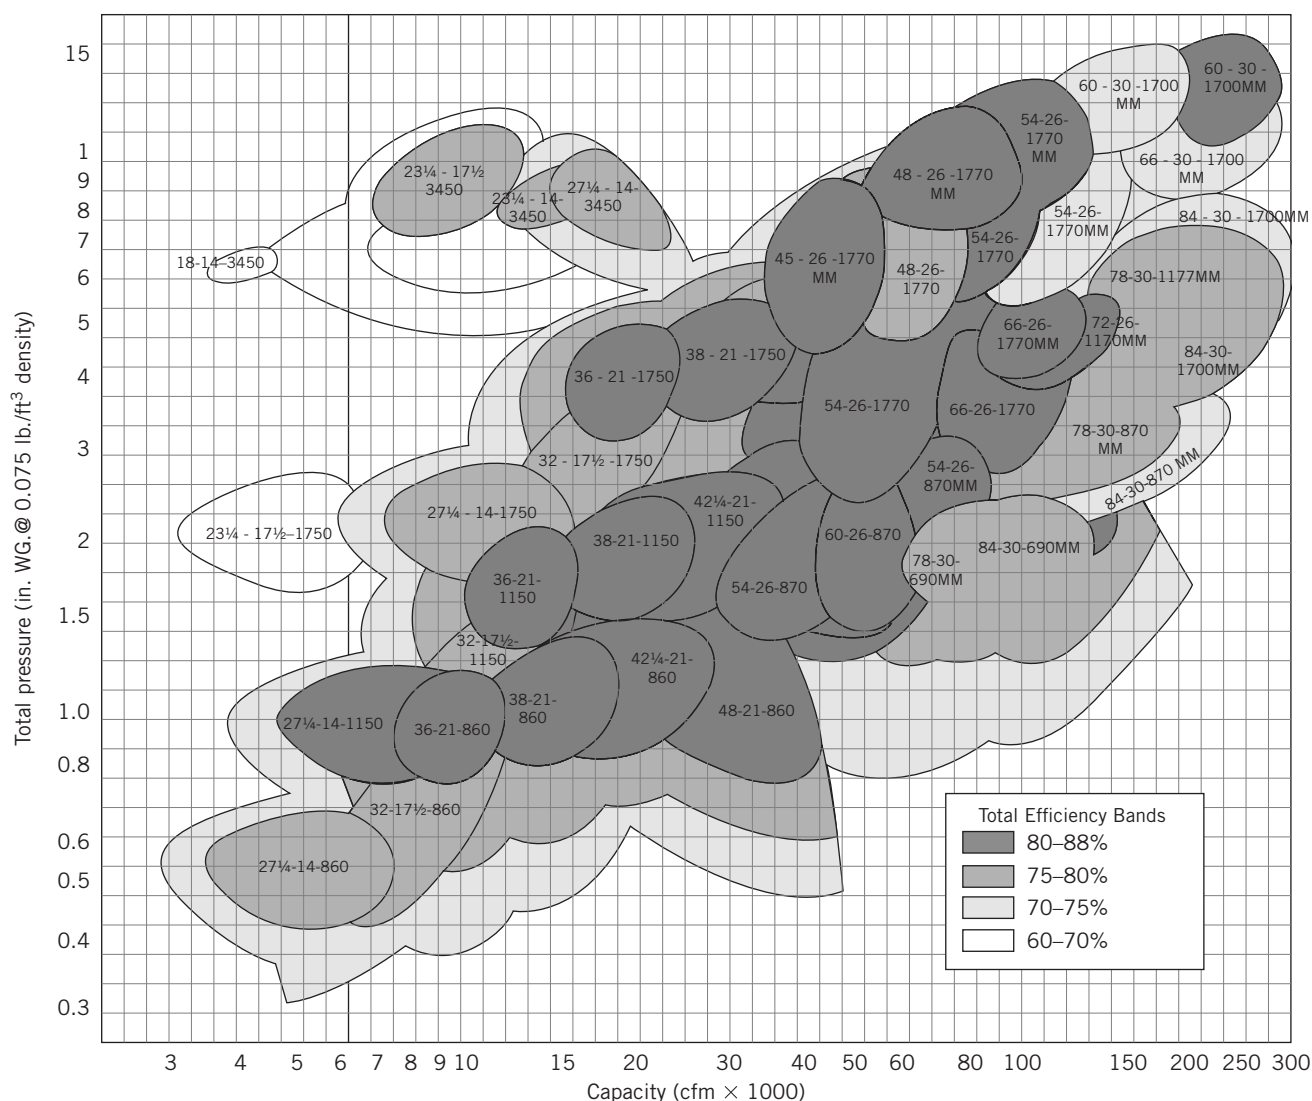 15
60 - 30 -
1700MM
60 - 30 -1700
MM
54-26-
1770
MM
1
9
8
7
6
5
4
3
2
1.5
1.0
0.8
0.6
0.5
0.4
0.3
Total pressure (in. WG.@ 0.075 lb./ft³ density)
23¼ - 17½
3450
23¼ - 14-
3450
27¼ - 14-
3450
48 - 26 -1770
MM
66 - 30 - 1700
MM
54-26-
1770MM
84 - 30 - 1700MM
18-14–3450
45 - 26 -1770
MM
48-26-
1770
54-26-
1770
78-30-1177MM
66-26-
1770MM
72-26-
1170MM
84-30-
1700MM
38 - 21 -1750
36 - 21 -1750
54-26-1770
66-26-1770
78-30-870
MM
32 - 17½ -1750
54-26-
870MM
84-30-870 MM
23¼ - 17½–1750
27¼ - 14-1750
42¼-21-
1150
38-21-1150
60-26-870
84-30-690MM
78-30-
690MM
36-21-
1150
54-26-870
32-17½-
1150
42¼-21-
860
27¼-14-1150
36-21-860
38-21-
860
48-21-860
32-17½-860
27¼-14-860
Total Efficiency Bands
80–88%
75–80%
70–75%
60–70%
3 4 5 6 7 8 9 10 15 20 30 40 50 60 80 100 150 200 250 300
Capacity (cfm × 1000)